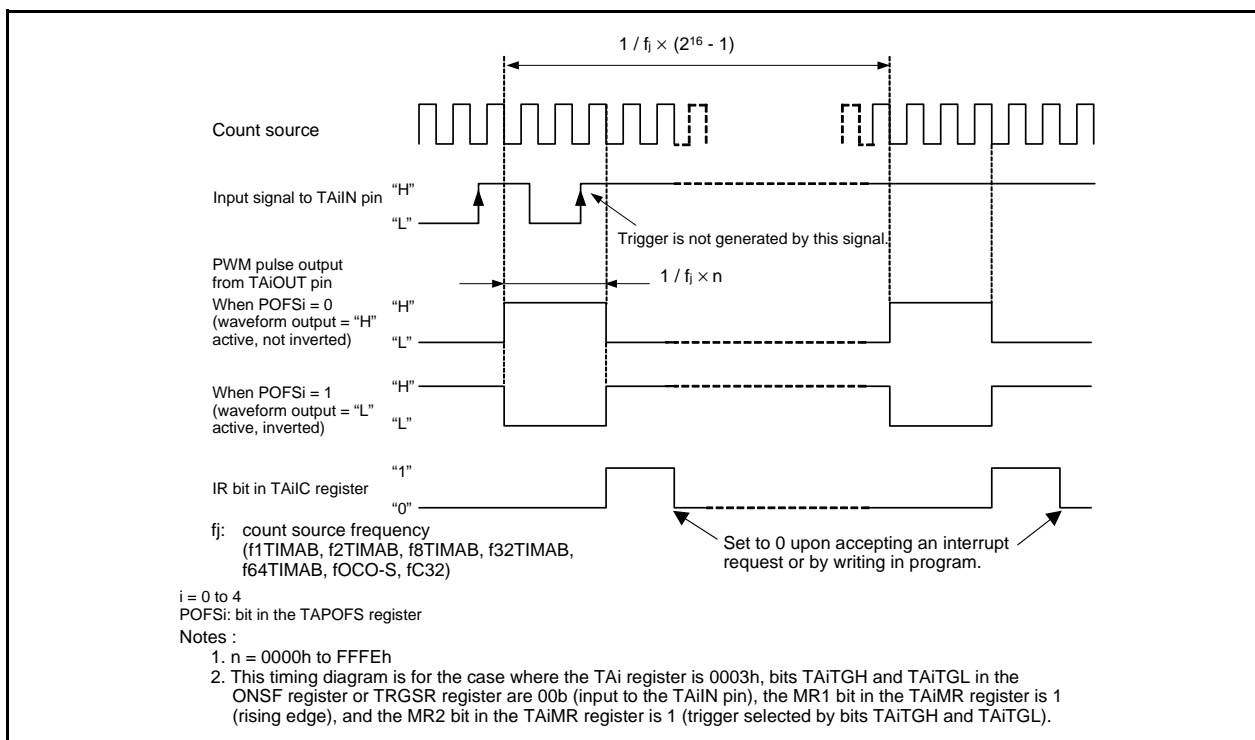 1 / fj × (2¹⁶ - 1)
Count source
Input signal to TAiIN pin
“H”
“L”
Trigger is not generated by this signal.
PWM pulse output
from TAiOUT pin
1 / fj × n
When POFSi = 0
(waveform output = “H”
active, not inverted)
“H”
“L”
When POFSi = 1
(waveform output = “L”
active, inverted)
“H”
“L”
IR bit in TAiIC register
“1”
“0”
fj: count source frequency
(f1TIMAB, f2TIMAB, f8TIMAB, f32TIMAB,
f64TIMAB, fOCO-S, fC32)
Set to 0 upon accepting an interrupt
request or by writing in program.
i = 0 to 4
POFSi: bit in the TAPOFS register
Notes :
1. n = 0000h to FFFEh
2. This timing diagram is for the case where the TAi register is 0003h, bits TAiTGH and TAiTGL in the
ONSF register or TRGSR register are 00b (input to the TAiIN pin), the MR1 bit in the TAiMR register is 1
(rising edge), and the MR2 bit in the TAiMR register is 1 (trigger selected by bits TAiTGH and TAiTGL).